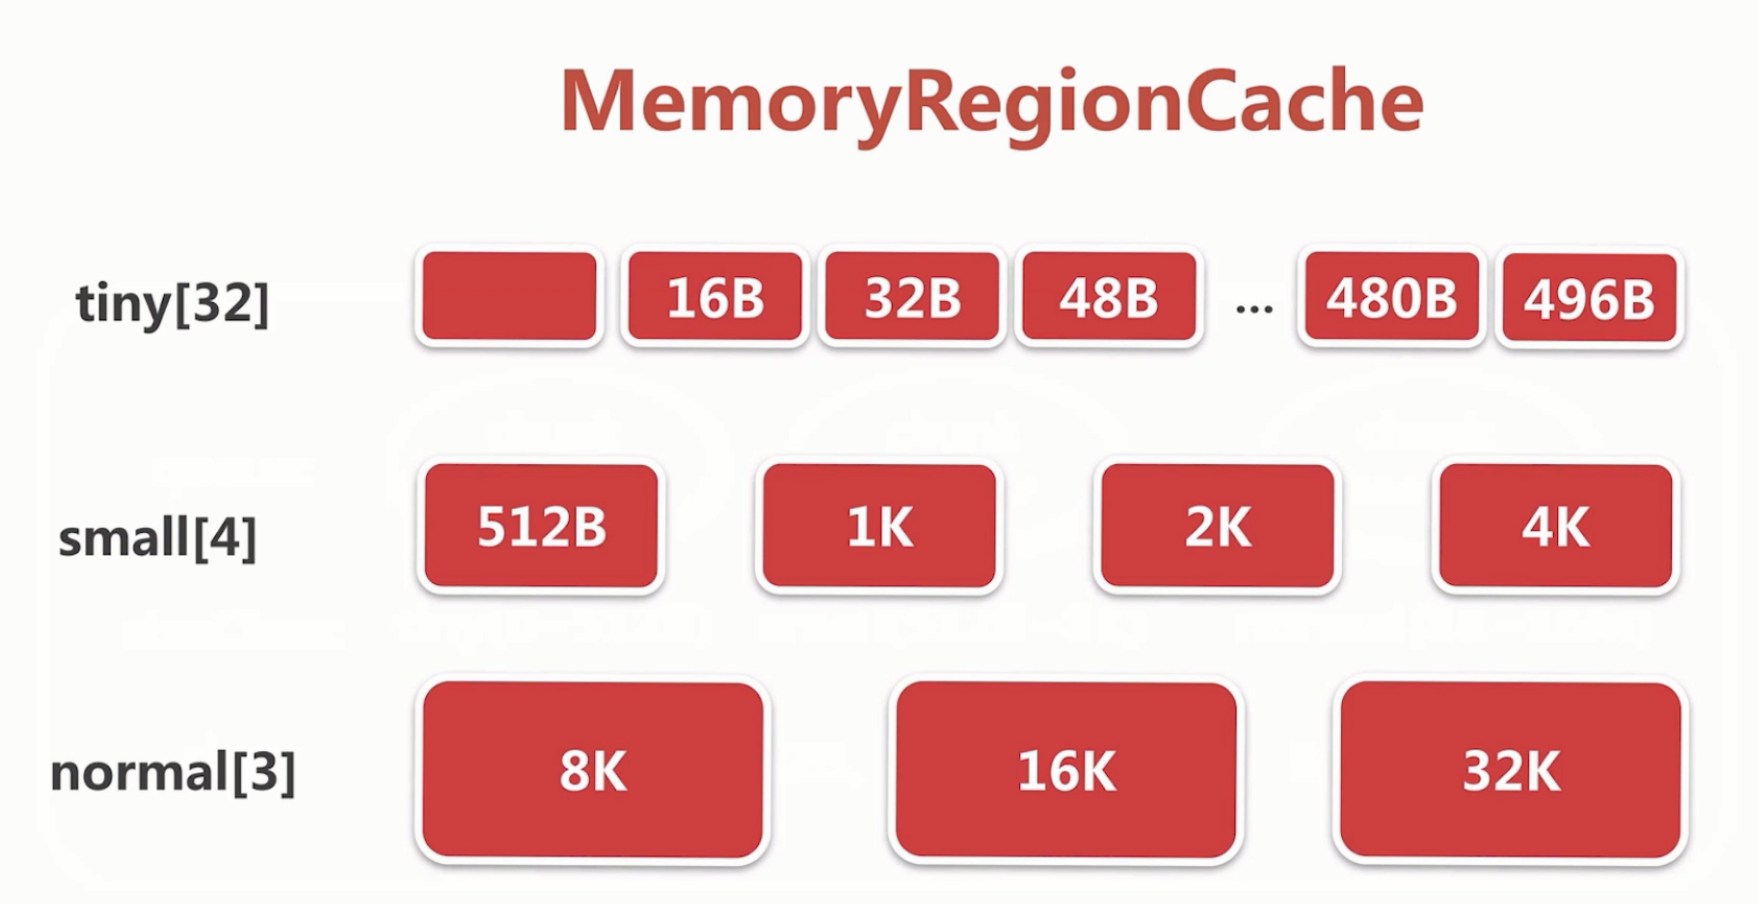 MemoryRegionCache
tiny[32] 16B 32B 48B ... 480B 496B
small[4] 512B 1K 2K 4K
normal[3] 8K 16K 32K